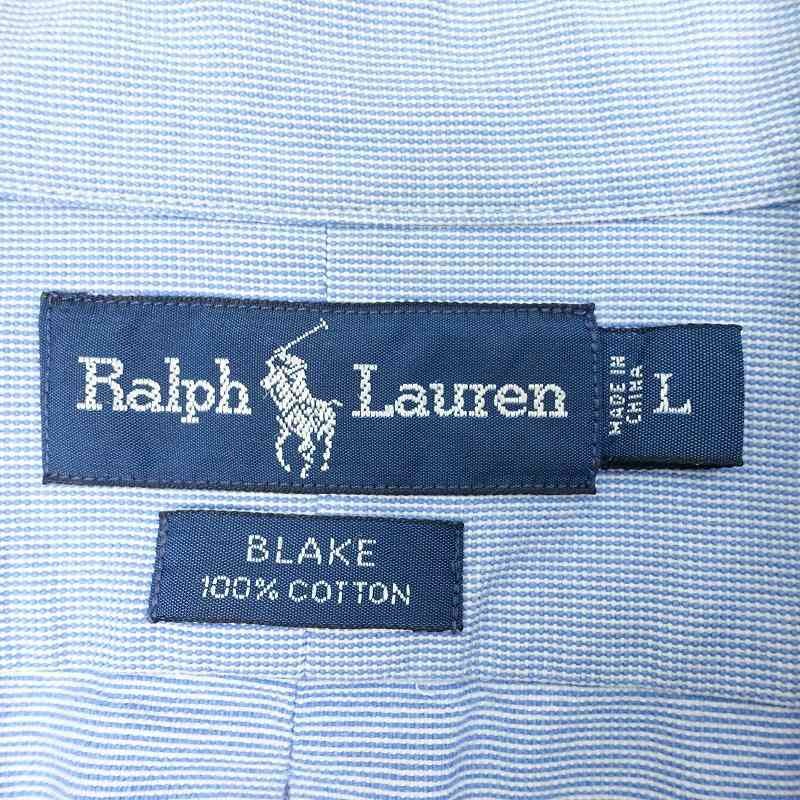 Ralph Lauren
MADE IN
CHINA
L
BLAKE
100% COTTON